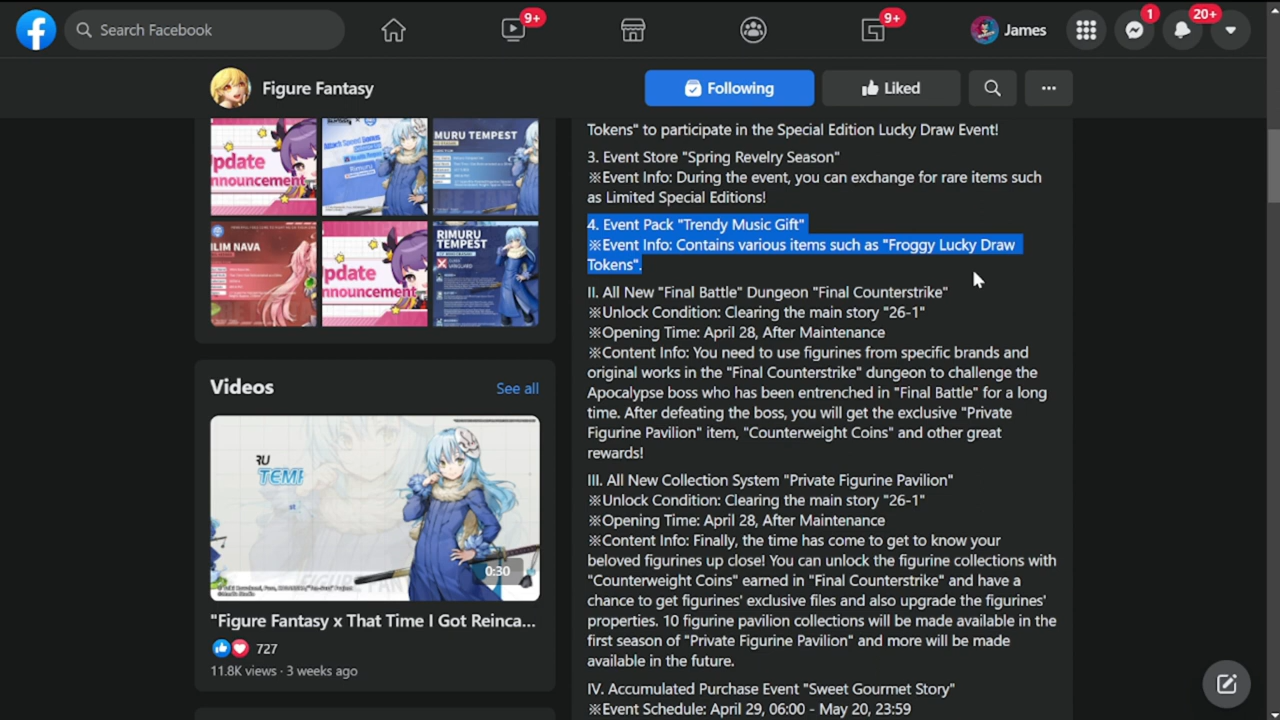 Search Facebook
9+
9+
James
1
20+
Figure Fantasy
Following
Liked
Update
Announcement
Rimuru
MURU TEMPEST
LIM NAVA
Update
Announcement
RIMURU
TEMPEST
Videos
See all
TEMP
0:30
"Figure Fantasy x That Time I Got Reinca...
727
11.8K views · 3 weeks ago
Tokens" to participate in the Special Edition Lucky Draw Event!
3. Event Store "Spring Revelry Season"
※Event Info: During the event, you can exchange for rare items such
as Limited Special Editions!
4. Event Pack "Trendy Music Gift"
※Event Info: Contains various items such as "Froggy Lucky Draw
Tokens".
II. All New "Final Battle" Dungeon "Final Counterstrike"
※Unlock Condition: Clearing the main story "26-1"
※Opening Time: April 28, After Maintenance
※Content Info: You need to use figurines from specific brands and
original works in the "Final Counterstrike" dungeon to challenge the
Apocalypse boss who has been entrenched in "Final Battle" for a long
time. After defeating the boss, you will get the exclusive "Private
Figurine Pavilion" item, "Counterweight Coins" and other great
rewards!
III. All New Collection System "Private Figurine Pavilion"
※Unlock Condition: Clearing the main story "26-1"
※Opening Time: April 28, After Maintenance
※Content Info: Finally, the time has come to get to know your
beloved figurines up close! You can unlock the figurine collections with
"Counterweight Coins" earned in "Final Counterstrike" and have a
chance to get figurines' exclusive files and also upgrade the figurines'
properties. 10 figurine pavilion collections will be made available in the
first season of "Private Figurine Pavilion" and more will be made
available in the future.
IV. Accumulated Purchase Event "Sweet Gourmet Story"
※Event Schedule: April 29, 06:00 - May 20, 23:59